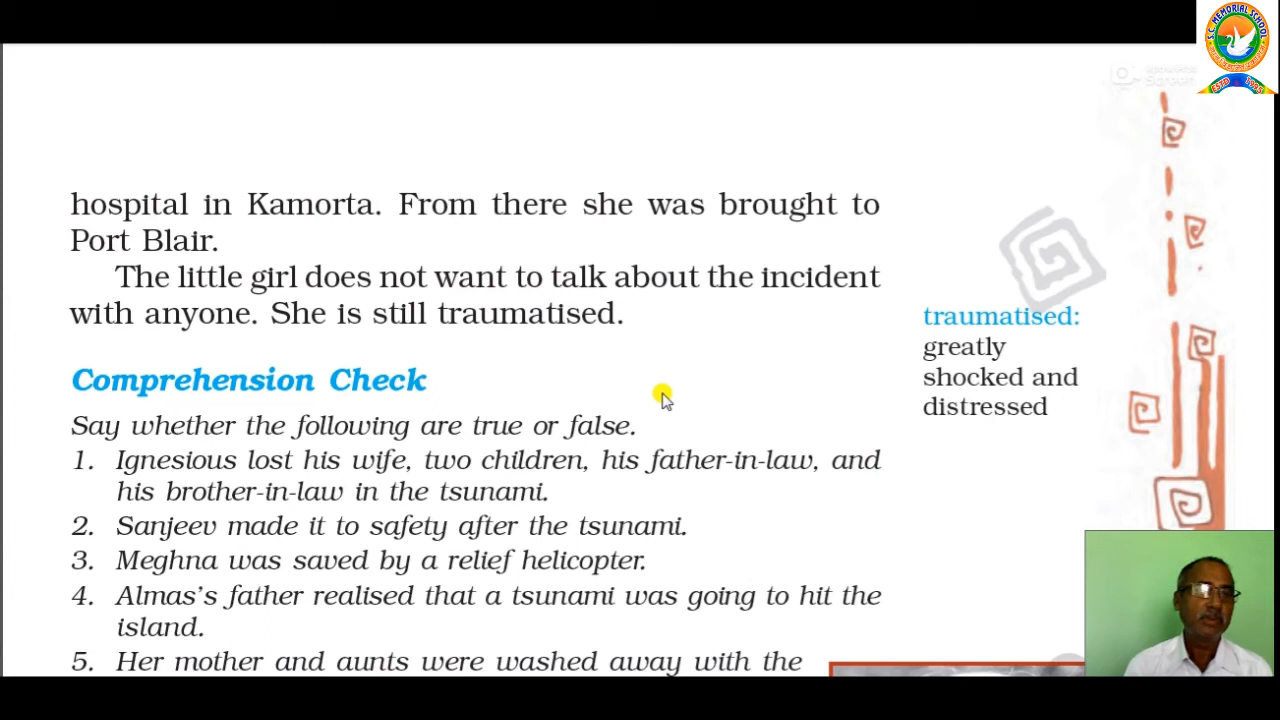 S.C. MEMORIAL SCHOOL
ESTD 1995
hospital in Kamorta. From there she was brought to
Port Blair.
The little girl does not want to talk about the incident
with anyone. She is still traumatised.
traumatised:
greatly
shocked and
distressed
Comprehension Check
Say whether the following are true or false.
1. Ignesious lost his wife, two children, his father-in-law, and
his brother-in-law in the tsunami.
2. Sanjeev made it to safety after the tsunami.
3. Meghna was saved by a relief helicopter.
4. Almas's father realised that a tsunami was going to hit the
island.
5. Her mother and aunts were washed away with the